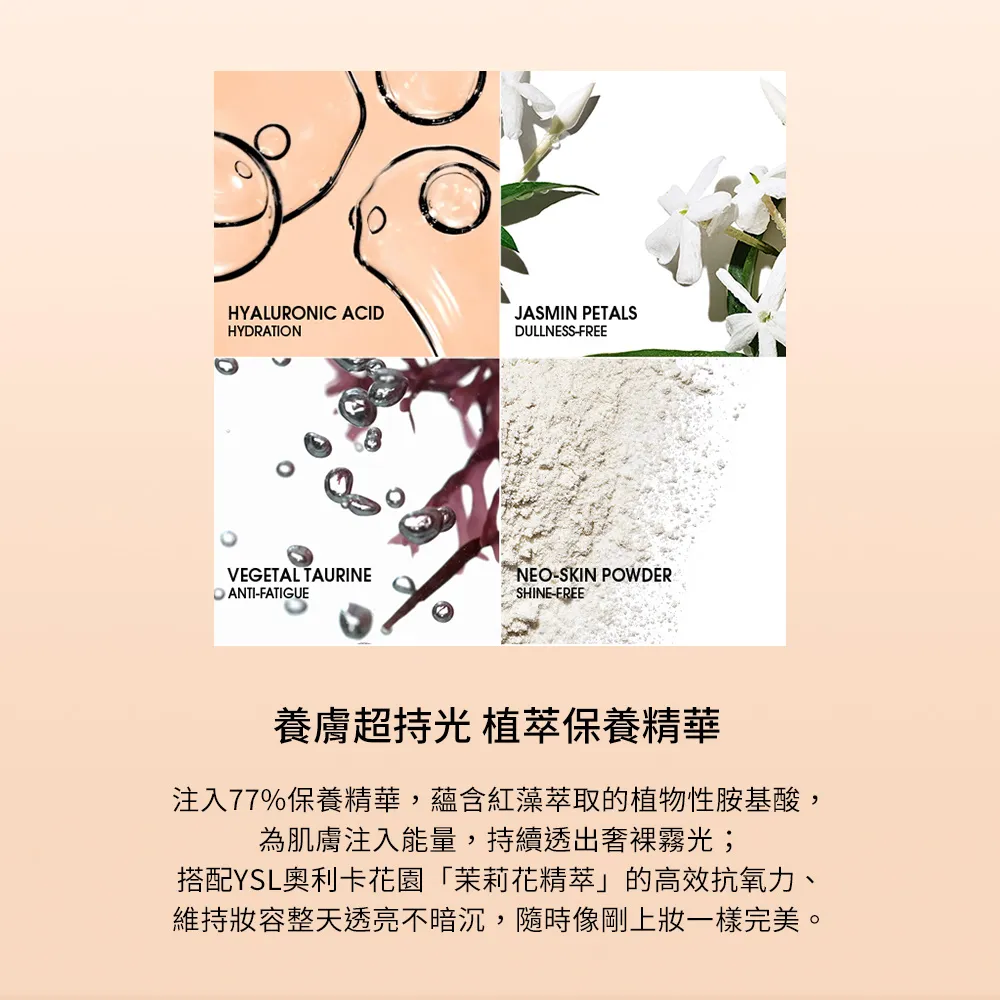 HYALURONIC ACID
HYDRATION
JASMIN PETALS
DULLNESS-FREE
VEGETAL TAURINE
ANTI-FATIGUE
NEO-SKIN POWDER
SHINE-FREE
養膚超持光 植萃保養精華
注入77%保養精華，蘊含紅藻萃取的植物性胺基酸，
為肌膚注入能量，持續透出奢裸霧光；
搭配YSL奧利卡花園「茉莉花精萃」的高效抗氧力、
維持妝容整天透亮不暗沉，隨時像剛上妝一樣完美。